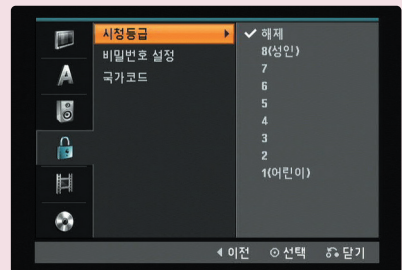 시청등급
비밀번호 설정
국가코드
해제
8(성인)
7
6
5
4
3
2
1(어린이)
이전 선택 닫기